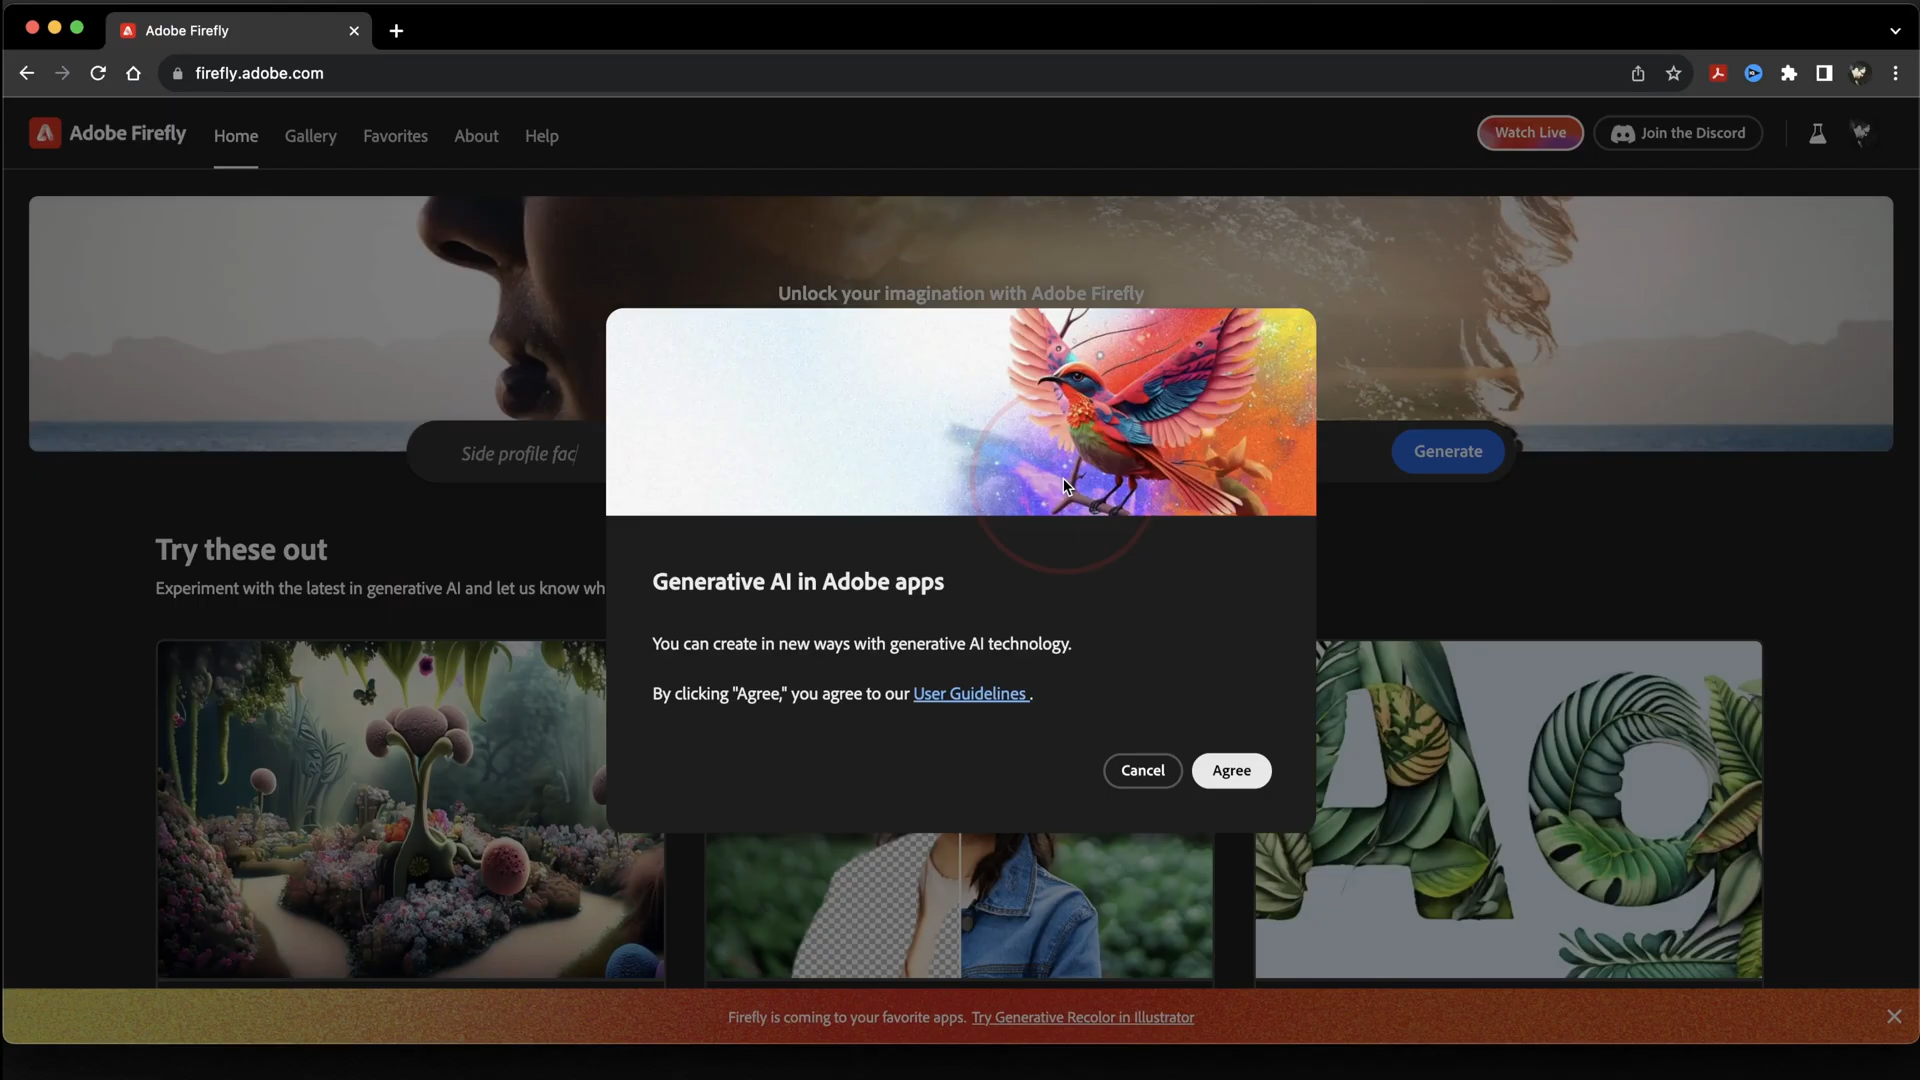 Adobe Firefly
firefly.adobe.com
Adobe Firefly
Home
Gallery
Favorites
About
Help
Watch Live
Join the Discord
Unlock your imagination with Adobe Firefly
Side profile fac
Generate
Try these out
Experiment with the latest in generative AI and let us know wh
Generative AI in Adobe apps
You can create in new ways with generative AI technology.
By clicking "Agree," you agree to our User Guidelines .
Cancel
Agree
Firefly is coming to your favorite apps. Try Generative Recolor in Illustrator